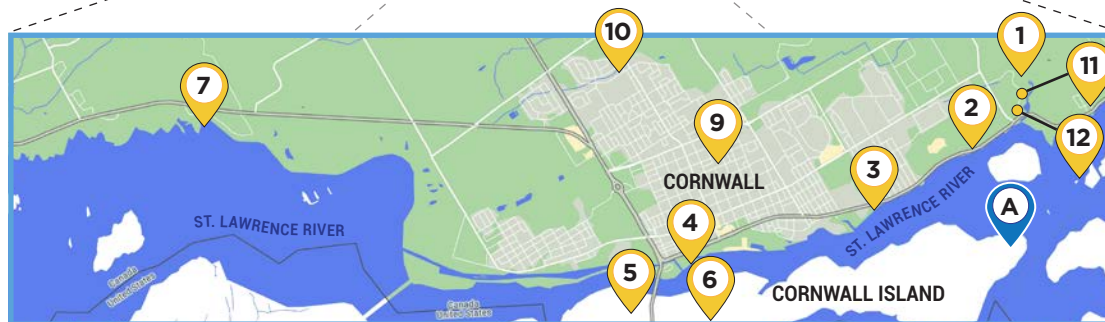 10
1
11
7
2
9
12
3
CORNWALL
A
ST. LAWRENCE RIVER
ST. LAWRENCE RIVER
4
5
6
Canada
United States
Canada
United States
CORNWALL ISLAND